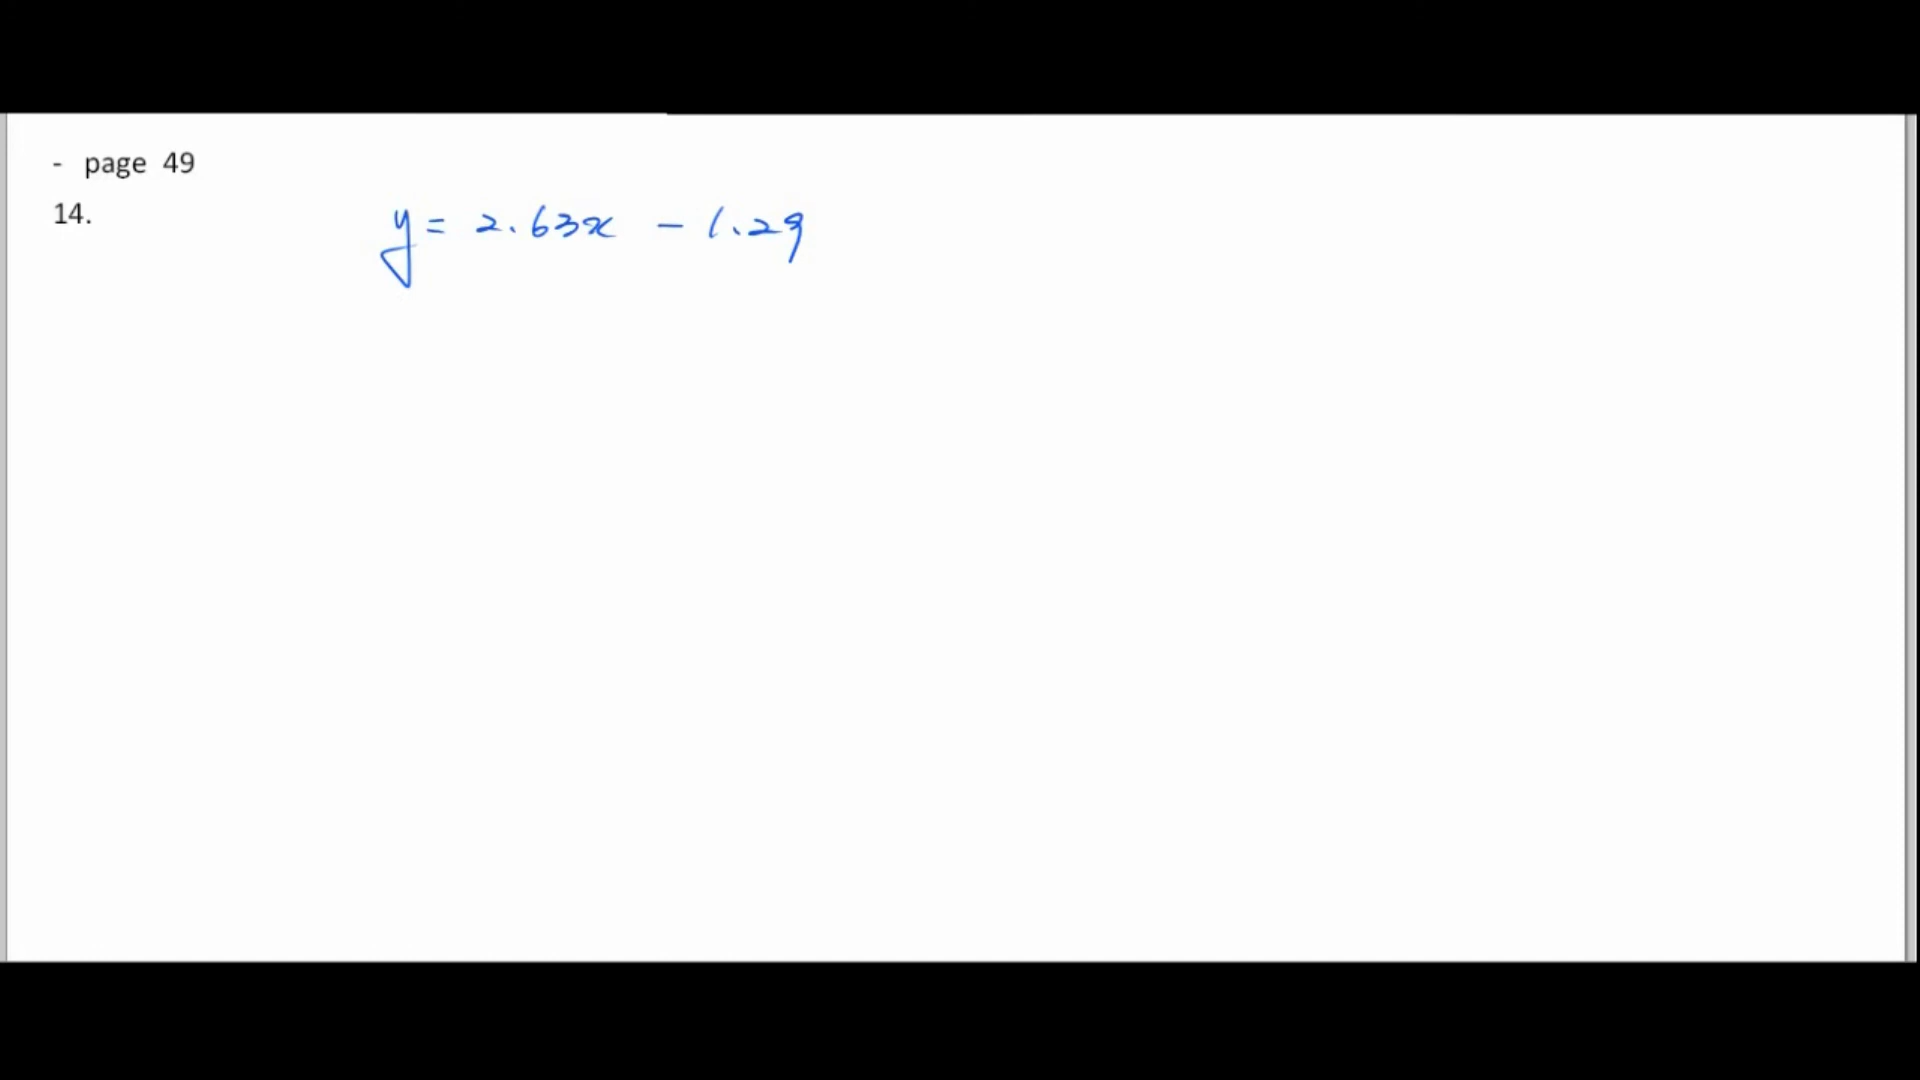 - page 49
14.
y = 2.63x - 1.29